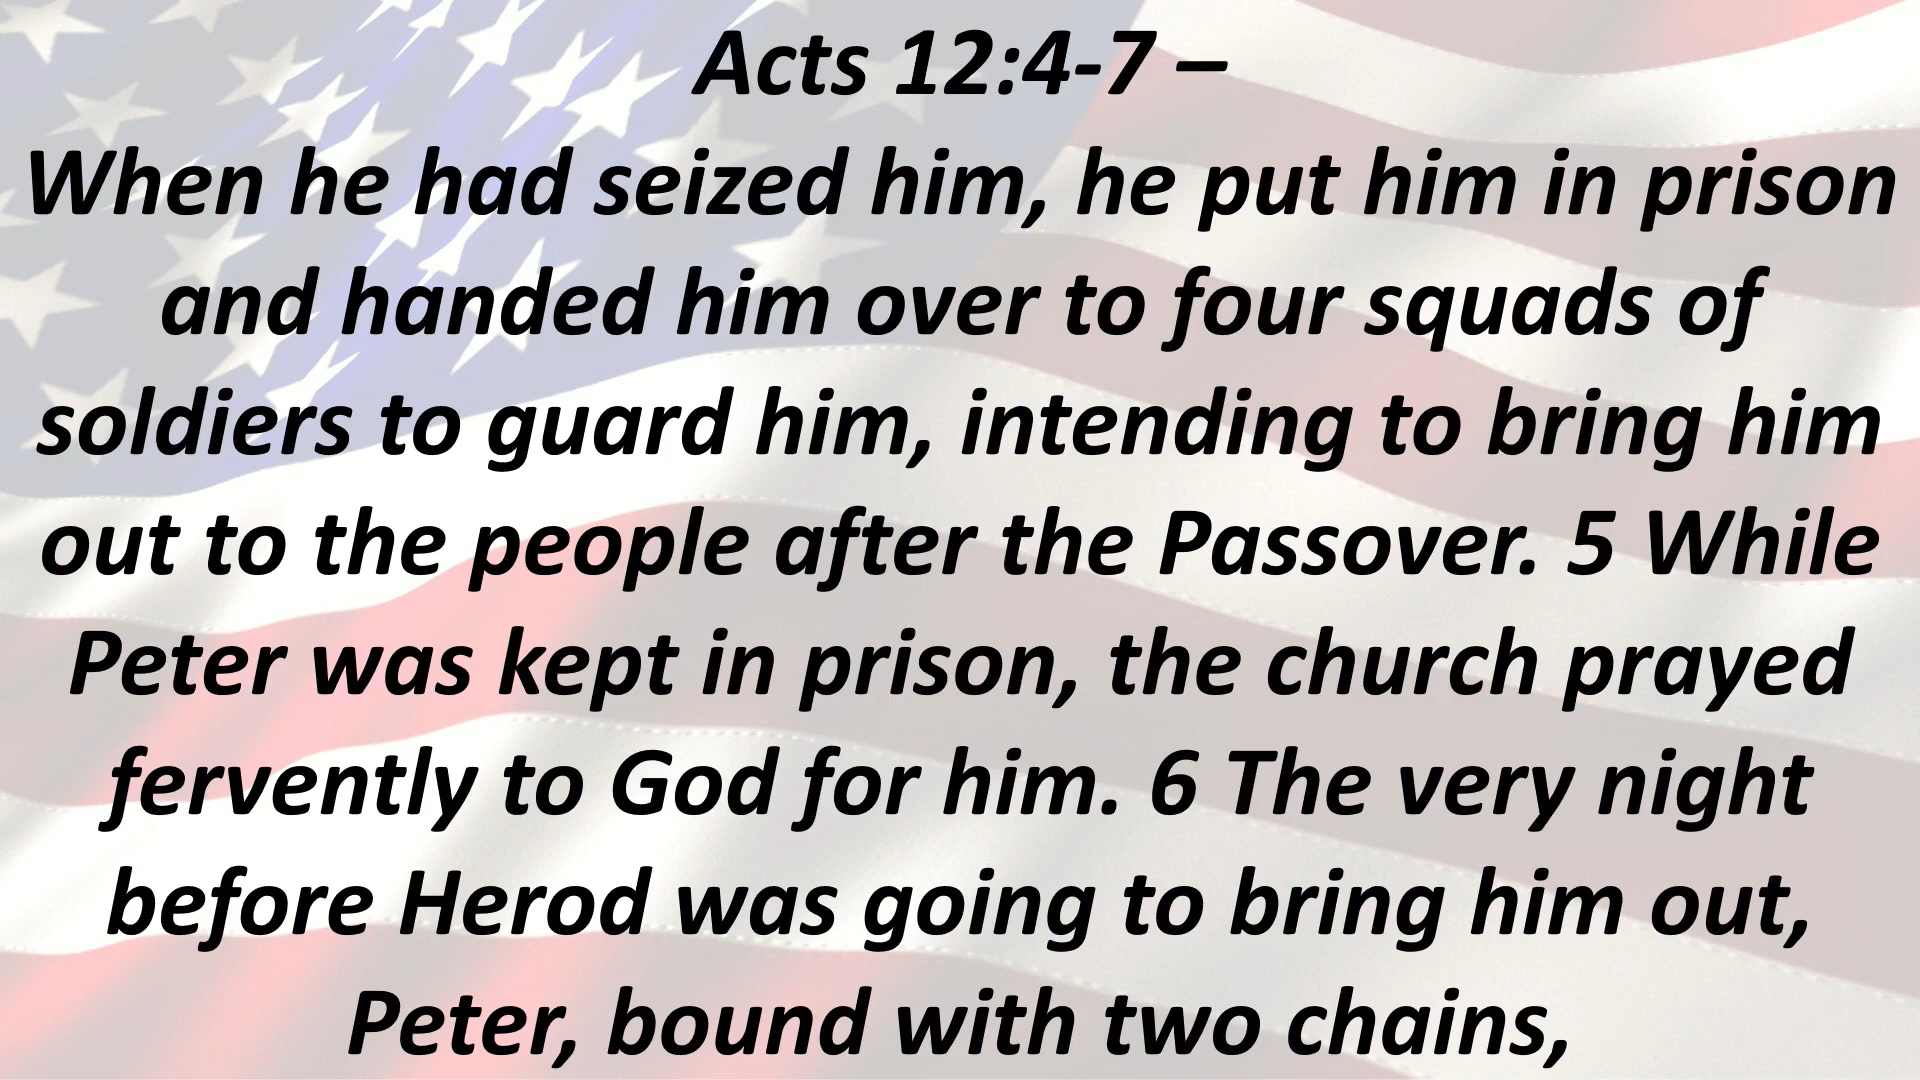 Acts 12:4-7 –
When he had seized him, he put him in prison
and handed him over to four squads of
soldiers to guard him, intending to bring him
out to the people after the Passover. 5 While
Peter was kept in prison, the church prayed
fervently to God for him. 6 The very night
before Herod was going to bring him out,
Peter, bound with two chains,